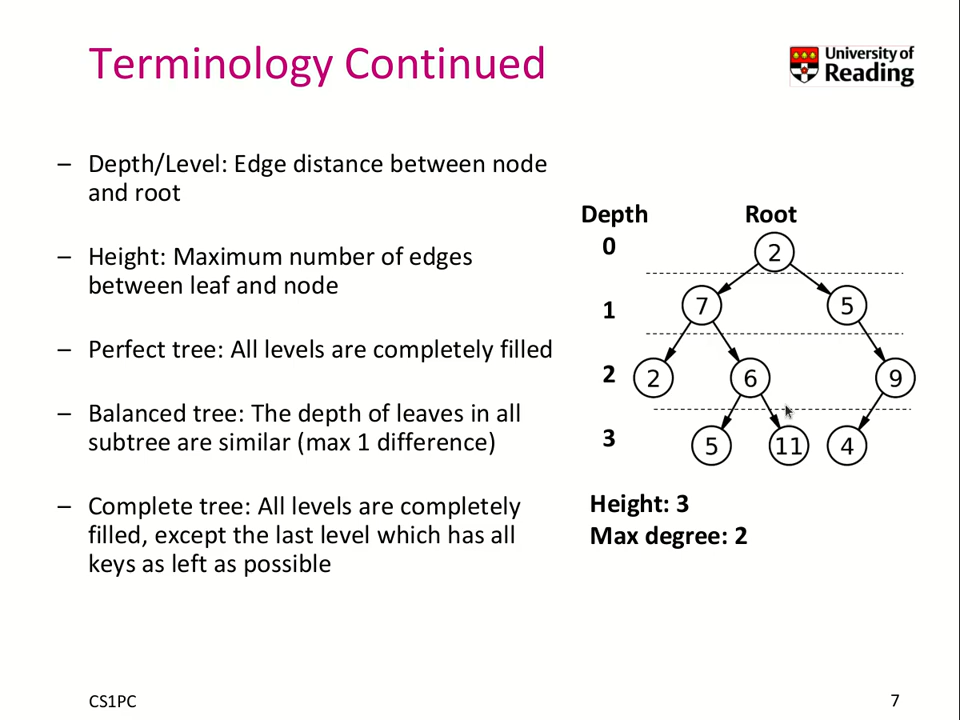 Terminology Continued
University of
Reading
– Depth/Level: Edge distance between node
and root
– Height: Maximum number of edges
between leaf and node
– Perfect tree: All levels are completely filled
– Balanced tree: The depth of leaves in all
subtree are similar (max 1 difference)
– Complete tree: All levels are completely
filled, except the last level which has all
keys as left as possible
Depth Root
0 2
1 7 5
2 2 6 9
3 5 11 4
Height: 3
Max degree: 2
CS1PC
7